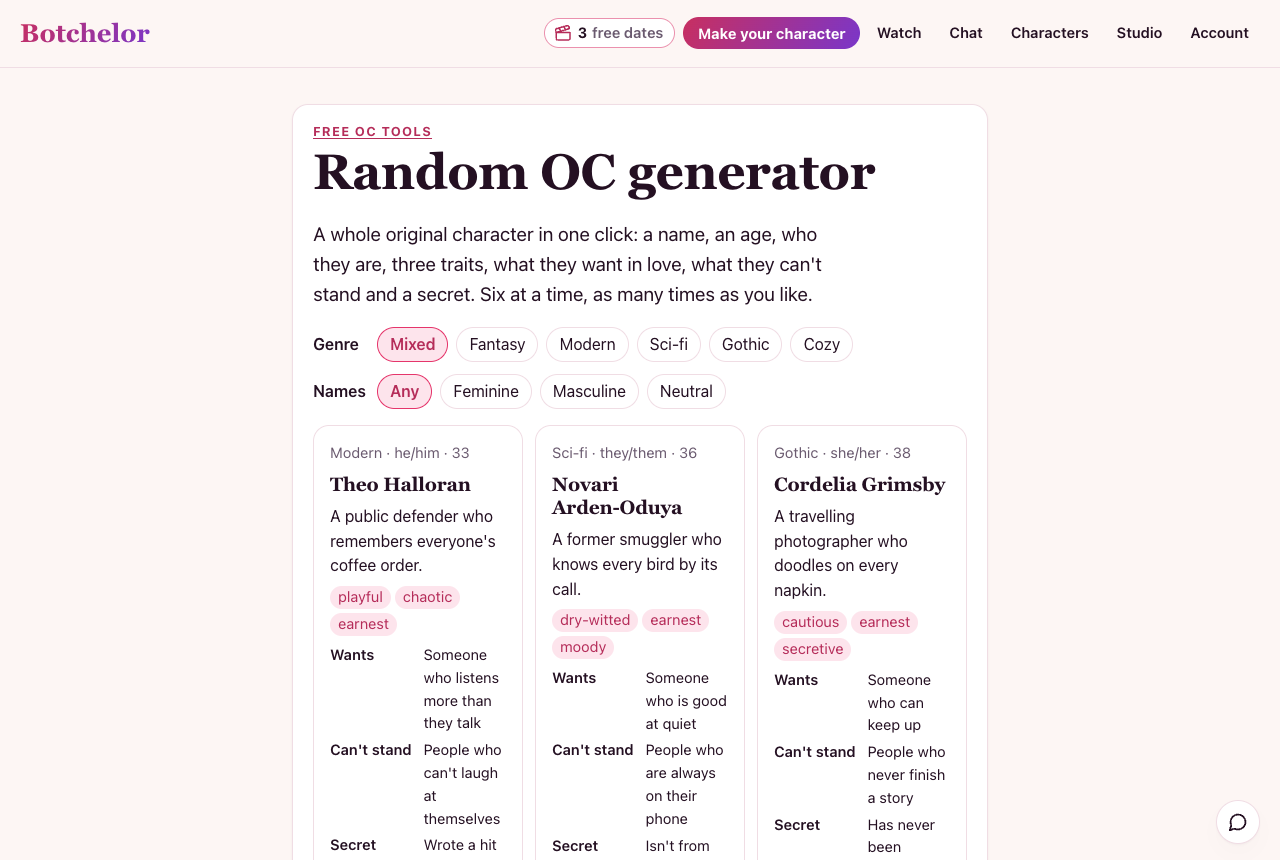 Botchelor
3 free dates
Make your character
Watch
Chat
Characters
Studio
Account
FREE OC TOOLS
Random OC generator
A whole original character in one click: a name, an age, who
they are, three traits, what they want in love, what they can't
stand and a secret. Six at a time, as many times as you like.
Genre
Mixed
Fantasy
Modern
Sci-fi
Gothic
Cozy
Names
Any
Feminine
Masculine
Neutral
Modern · he/him · 33
Theo Halloran
A public defender who
remembers everyone's
coffee order.
playful
chaotic
earnest
Wants
Someone
who listens
more than
they talk
Can't stand
People who
can't laugh
at
themselves
Secret
Wrote a hit
Sci-fi · they/them · 36
Novari
Arden-Oduya
A former smuggler who
knows every bird by its
call.
dry-witted
earnest
moody
Wants
Someone
who is good
at quiet
Can't stand
People who
are always
on their
phone
Secret
Isn't from
Gothic · she/her · 38
Cordelia Grimsby
A travelling
photographer who
doodles on every
napkin.
cautious
earnest
secretive
Wants
Someone
who can
keep up
Can't stand
People who
never finish
a story
Secret
Has never
been